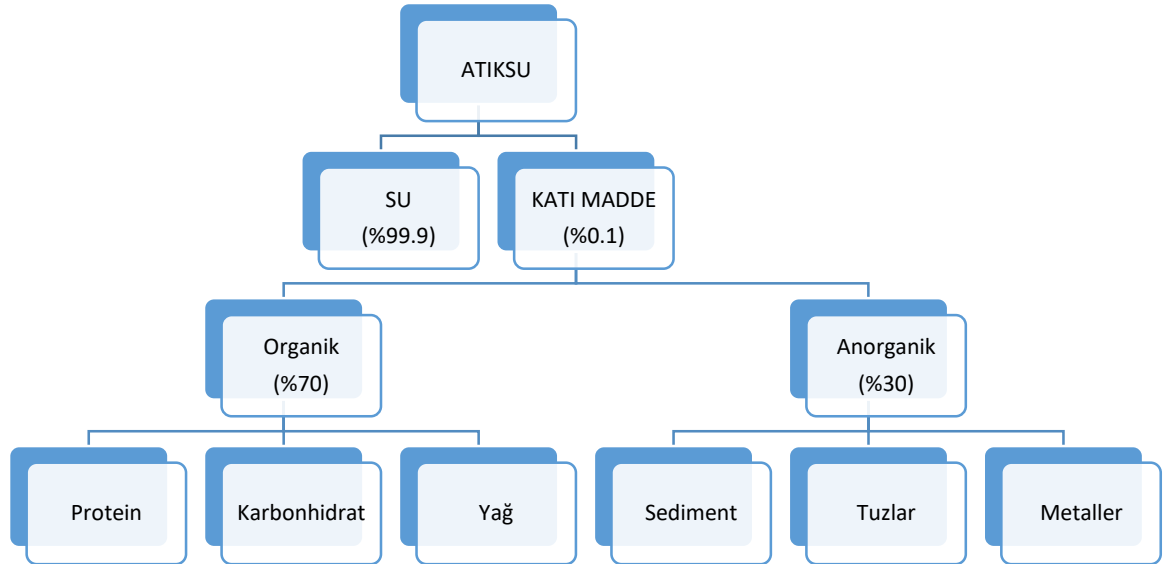 ATIKSU
SU
(%99.9)
KATI MADDE
(%0.1)
Organik
(%70)
Anorganik
(%30)
Protein
Karbonhidrat
Yağ
Sediment
Tuzlar
Metaller